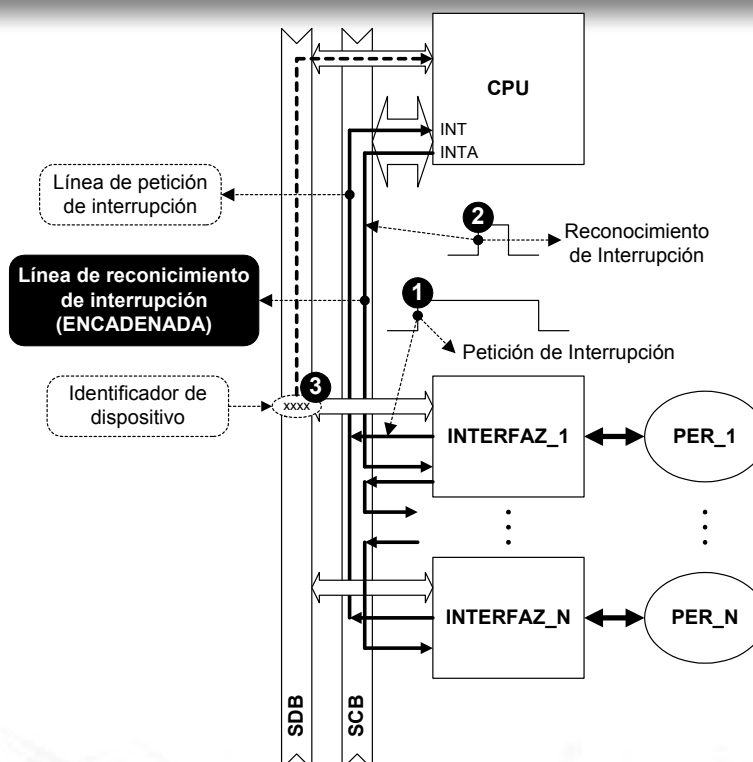 CPU
INT
INTA
Línea de petición
de interrupción
2
Reconocimiento
de Interrupción
Línea de reconicimiento
de interrupción
(ENCADENADA)
1
Petición de Interrupción
Identificador de
dispositivo
3
xxxx
INTERFAZ_1
PER_1
INTERFAZ_N
PER_N
SDB
SCB